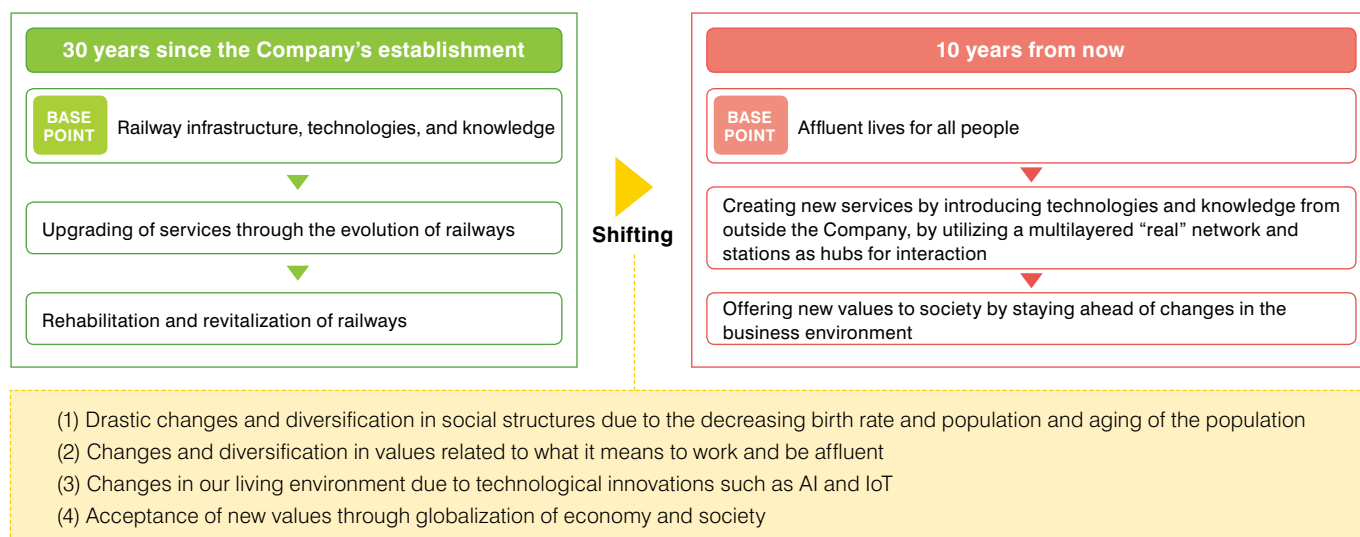 30 years since the Company’s establishment
BASE
POINT
Railway infrastructure, technologies, and knowledge
Upgrading of services through the evolution of railways
Rehabilitation and revitalization of railways
Shifting
10 years from now
BASE
POINT
Affluent lives for all people
Creating new services by introducing technologies and knowledge from
outside the Company, by utilizing a multilayered “real” network and
stations as hubs for interaction
Offering new values to society by staying ahead of changes in the
business environment
(1) Drastic changes and diversification in social structures due to the decreasing birth rate and population and aging of the population
(2) Changes and diversification in values related to what it means to work and be affluent
(3) Changes in our living environment due to technological innovations such as AI and IoT
(4) Acceptance of new values through globalization of economy and society